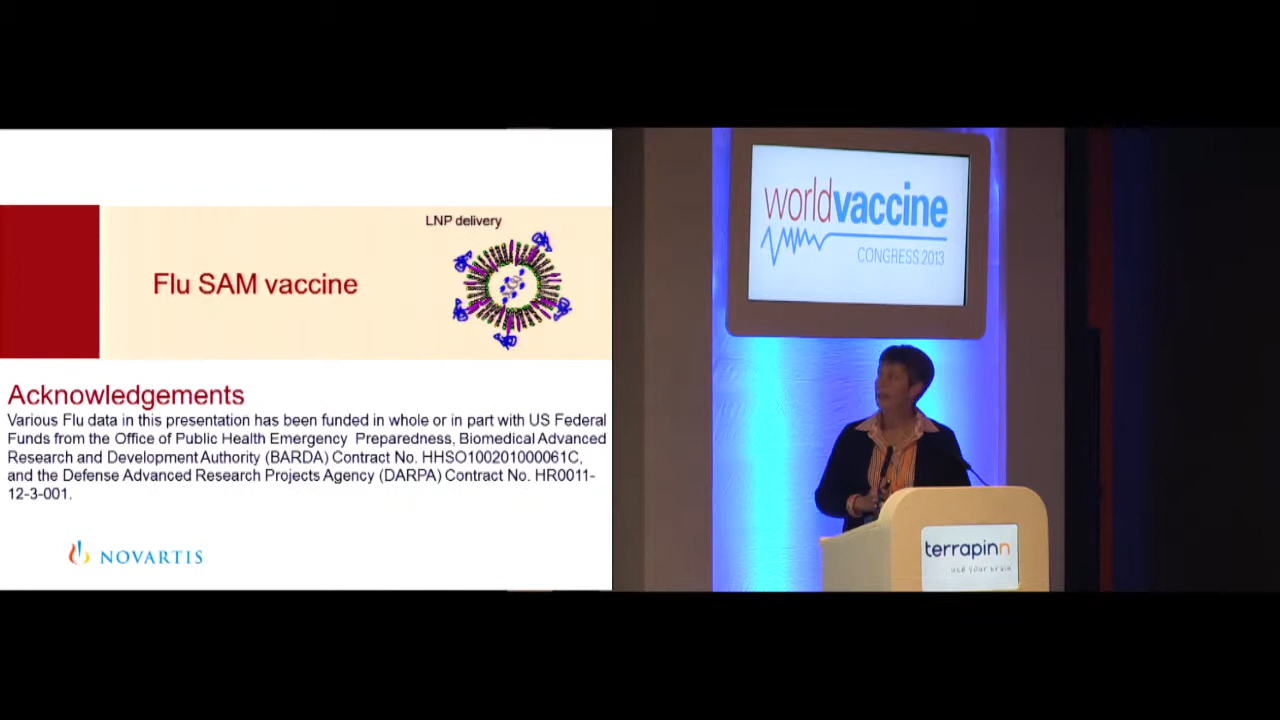 LNP delivery
Flu SAM vaccine
Acknowledgements
Various Flu data in this presentation has been funded in whole or in part with US Federal
Funds from the Office of Public Health Emergency Preparedness, Biomedical Advanced
Research and Development Authority (BARDA) Contract No. HHSO100201000061C,
and the Defense Advanced Research Projects Agency (DARPA) Contract No. HR0011-
12-3-001.
NOVARTIS
worldvaccine
CONGRESS 2013
terrapinn
use your brain